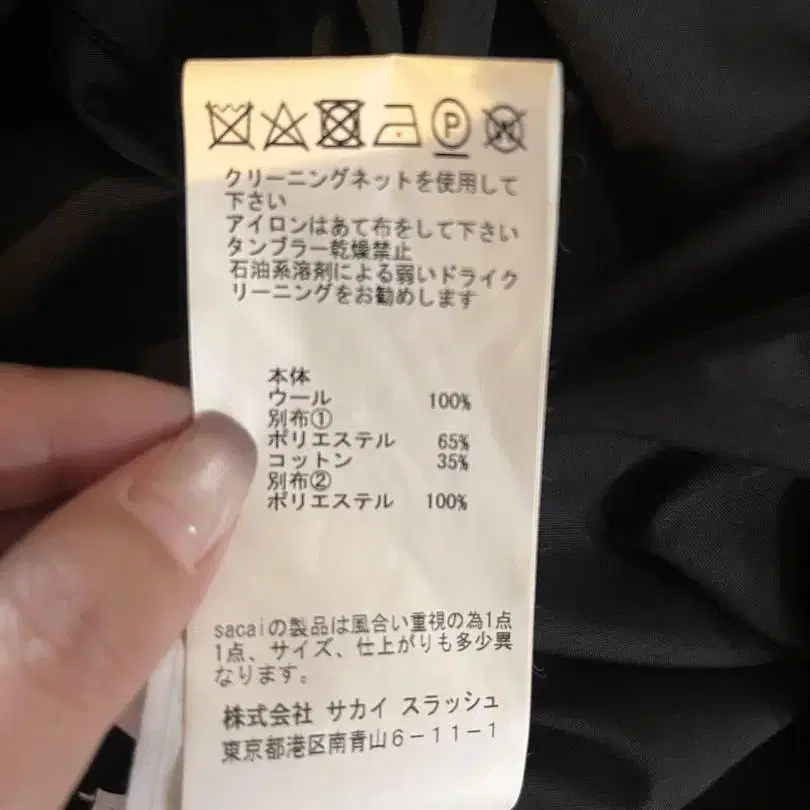 P
W
クリーニングネットを使用して
下さい
アイロンはあて布をして下さい
タンブラー乾燥禁止
石油系溶剤による弱いドライク
リーニングをお勧めします
本体
ウール 100%
別布①
ポリエステル 65%
コットン 35%
別布②
ポリエステル 100%
sacaiの製品は風合い重視の為1点
1点、サイズ、仕上がりも多少異
なります。
株式会社 サカイ スラッシュ
東京都港区南青山6-11-1